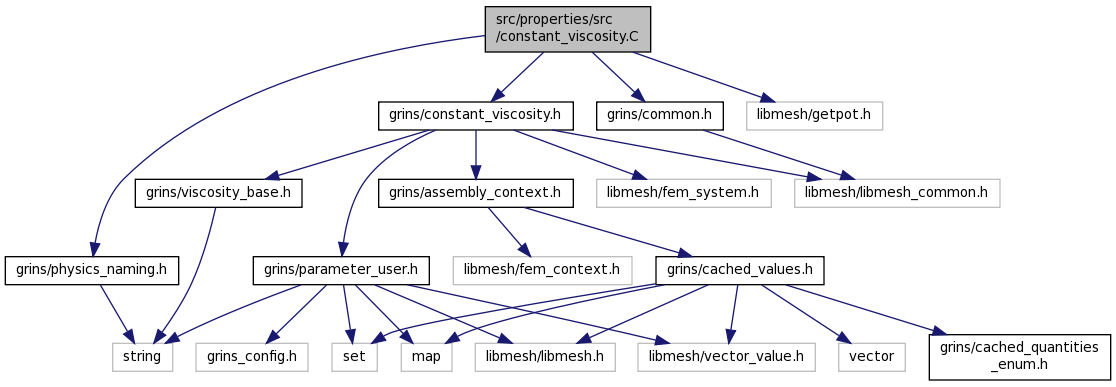 src/properties/src
/constant_viscosity.C
grins/constant_viscosity.h
grins/common.h
libmesh/getpot.h
grins/viscosity_base.h
grins/assembly_context.h
libmesh/fem_system.h
libmesh/libmesh_common.h
grins/physics_naming.h
grins/parameter_user.h
libmesh/fem_context.h
grins/cached_values.h
string
grins_config.h
set
map
libmesh/libmesh.h
libmesh/vector_value.h
vector
grins/cached_quantities
_enum.h